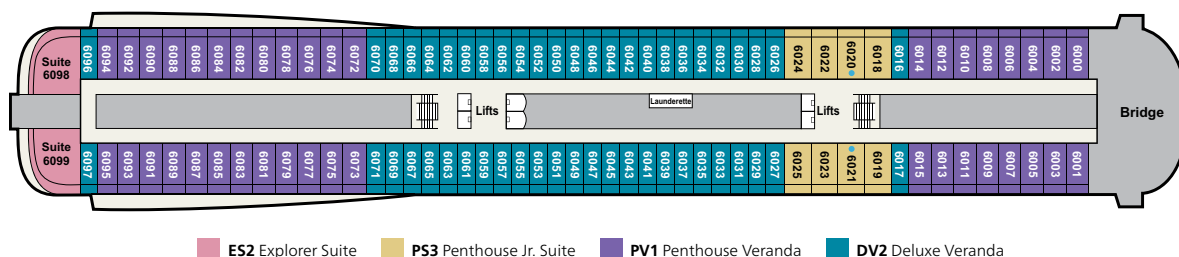 Suite
6098
6096 6094 6092 6090 6088 6086 6084 6082 6080 6078 6076 6074 6072 6070 6068 6066 6064 6062 6060 6058 6056 6054 6052 6050 6048 6046 6044 6042 6040 6038 6036 6034 6032 6030 6028 6026 6024 6022 6020 6018 6016 6014 6012 6010 6008 6006 6004 6002 6000
Launderette
Lifts
Lifts
Bridge
Suite
6099
6097 6095 6093 6091 6089 6087 6085 6083 6081 6079 6077 6075 6073 6071 6069 6067 6065 6063 6061 6059 6057 6055 6053 6051 6049 6047 6045 6043 6041 6039 6037 6035 6033 6031 6029 6027 6025 6023 6021 6019 6017 6015 6013 6011 6009 6007 6005 6003 6001
ES2 Explorer Suite PS3 Penthouse Jr. Suite PV1 Penthouse Veranda DV2 Deluxe Veranda